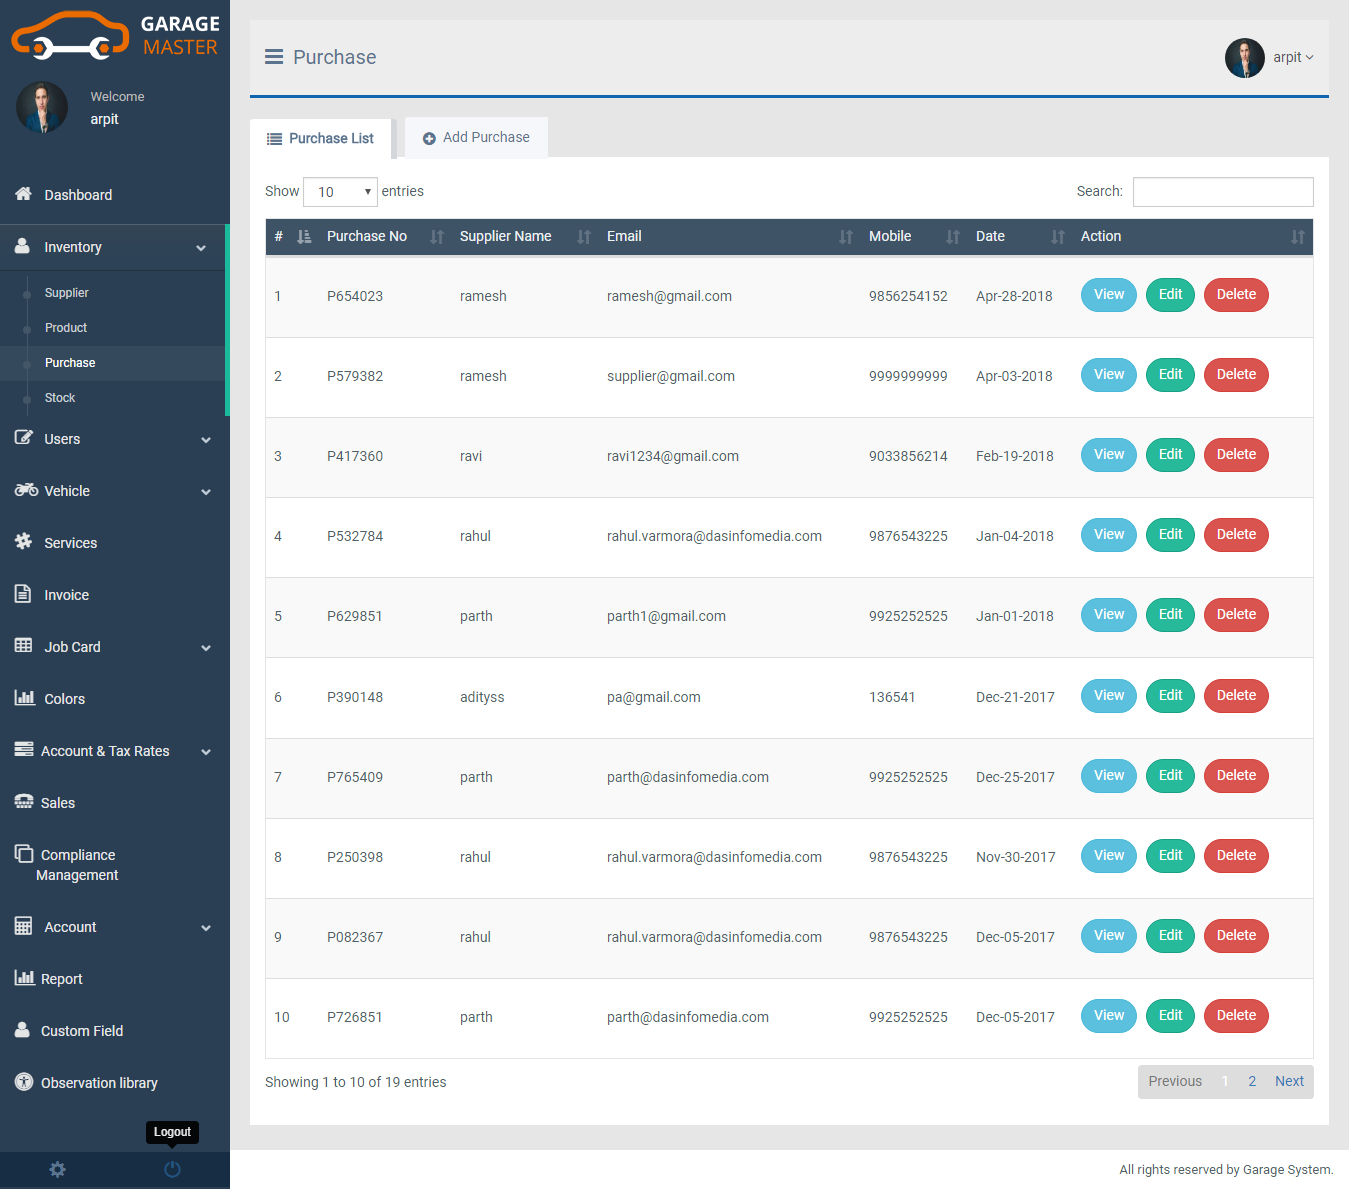 GARAGE
MASTER
Welcome
arpit
Dashboard
Inventory
Supplier
Product
Purchase
Stock
Users
Vehicle
Services
Invoice
Job Card
Colors
Account & Tax Rates
Sales
Compliance
Management
Account
Report
Custom Field
Observation library
Logout
Purchase
arpit
Purchase List Add Purchase
Show 10 entries Search:
# Purchase No Supplier Name Email Mobile Date Action
1 P654023 ramesh ramesh@gmail.com 9856254152 Apr-28-2018 View Edit Delete
2 P579382 ramesh supplier@gmail.com 9999999999 Apr-03-2018 View Edit Delete
3 P417360 ravi ravi1234@gmail.com 9033856214 Feb-19-2018 View Edit Delete
4 P532784 rahul rahul.varmora@dasinfomedia.com 9876543225 Jan-04-2018 View Edit Delete
5 P629851 parth parth1@gmail.com 9925252525 Jan-01-2018 View Edit Delete
6 P390148 adityss pa@gmail.com 136541 Dec-21-2017 View Edit Delete
7 P765409 parth parth@dasinfomedia.com 9925252525 Dec-25-2017 View Edit Delete
8 P250398 rahul rahul.varmora@dasinfomedia.com 9876543225 Nov-30-2017 View Edit Delete
9 P082367 rahul rahul.varmora@dasinfomedia.com 9876543225 Dec-05-2017 View Edit Delete
10 P726851 parth parth@dasinfomedia.com 9925252525 Dec-05-2017 View Edit Delete
Showing 1 to 10 of 19 entries Previous 1 2 Next
All rights reserved by Garage System.